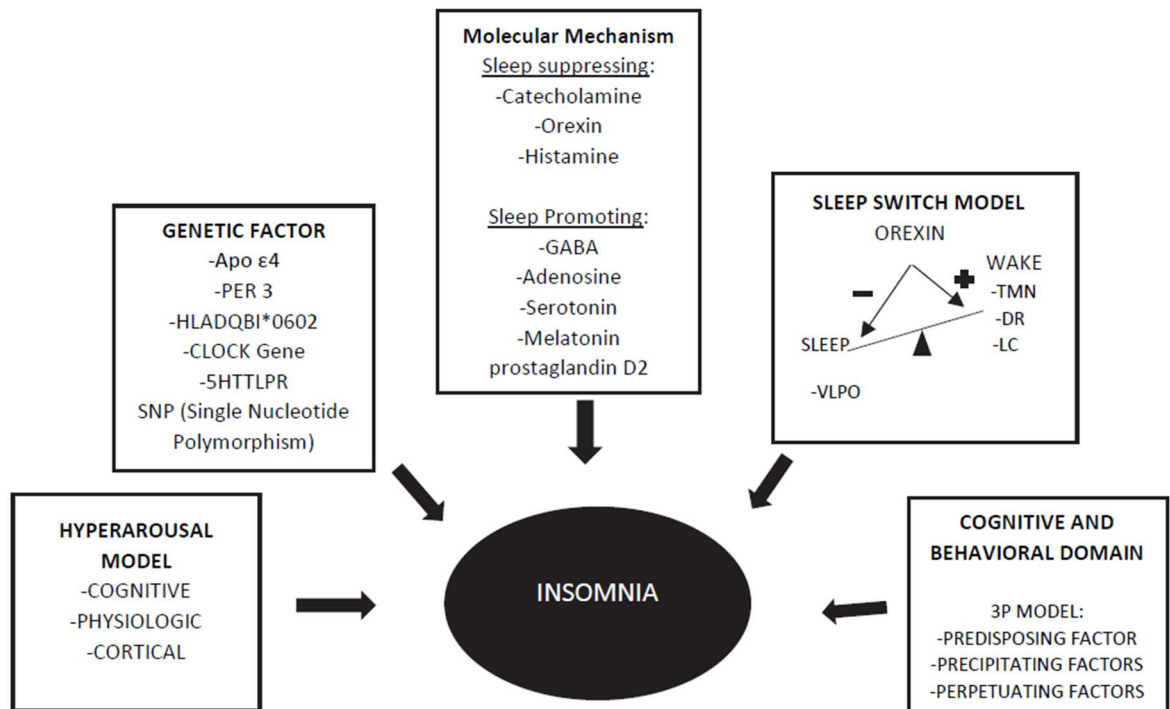 Molecular Mechanism
Sleep suppressing:
-Catecholamine
-Orexin
-Histamine
Sleep Promoting:
-GABA
-Adenosine
-Serotonin
-Melatonin
prostaglandin D2
GENETIC FACTOR
-Apo ε4
-PER 3
-HLADQBI*0602
-CLOCK Gene
-5HTTLPR
SNP (Single Nucleotide
Polymorphism)
SLEEP SWITCH MODEL
OREXIN
WAKE
-TMN
-DR
-LC
SLEEP
-VLPO
HYPERAROUSAL
MODEL
-COGNITIVE
-PHYSIOLOGIC
-CORTICAL
INSOMNIA
COGNITIVE AND
BEHAVIORAL DOMAIN
3P MODEL:
-PREDISPOSING FACTOR
-PRECIPITATING FACTORS
-PERPETUATING FACTORS